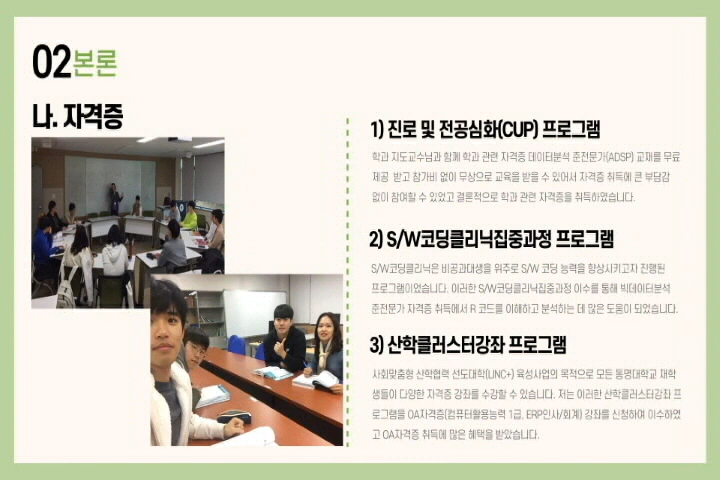 02본론
나. 자격증
1) 진로 및 전공심화(CUP) 프로그램
학과 지도교수님과 함께 학과 관련 자격증 데이터분석 준전문가(ADSP) 교재를 무료
제공 받고 참가비 없이 무상으로 교육을 받을 수 있어서 자격증 취득에 큰 부담감
없이 참여할 수 있었고 결론적으로 학과 관련 자격증을 취득하였습니다.
2) S/W코딩클리닉집중과정 프로그램
S/W코딩클리닉은 비공과대생을 위주로 S/W 코딩 능력을 향상시키고자 진행된
프로그램이었습니다. 이러한 S/W코딩클리닉집중과정 이수를 통해 빅데이터분석
준전문가 자격증 취득에서 R 코드를 이해하고 분석하는 데 많은 도움이 되었습니다.
3) 산학클러스터강좌 프로그램
사회맞춤형 산학협력 선도대학(LINC+) 육성사업의 목적으로 모든 동명대학교 재학
생들이 다양한 자격증 강좌를 수강할 수 있습니다. 저는 이러한 산학클러스터강좌 프
로그램을 OA자격증(컴퓨터활용능력 1급, ERP인사/회계) 강좌를 신청하여 이수하였
고 OA자격증 취득에 많은 혜택을 받았습니다.